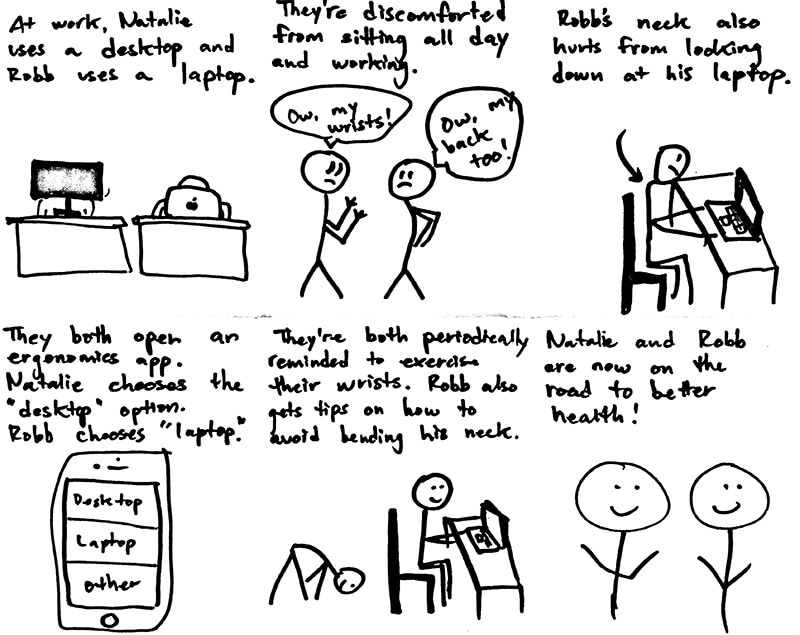 At work, Natalie
uses a desktop and
Robb uses a laptop.
They're discomforted
from sitting all day
and working.
Ow, my
wrists!
Ow, my
back
too!
Robb's neck also
hurts from looking
down at his laptop.
They both open an
ergonomics app.
Natalie chooses the
"desktop" option.
Robb chooses "laptop."
Desktop
Laptop
other
They're both periodically
reminded to exercise
their wrists. Robb also
gets tips on how to
avoid bending his neck.
Natalie and Robb
are now on the
road to better
health!